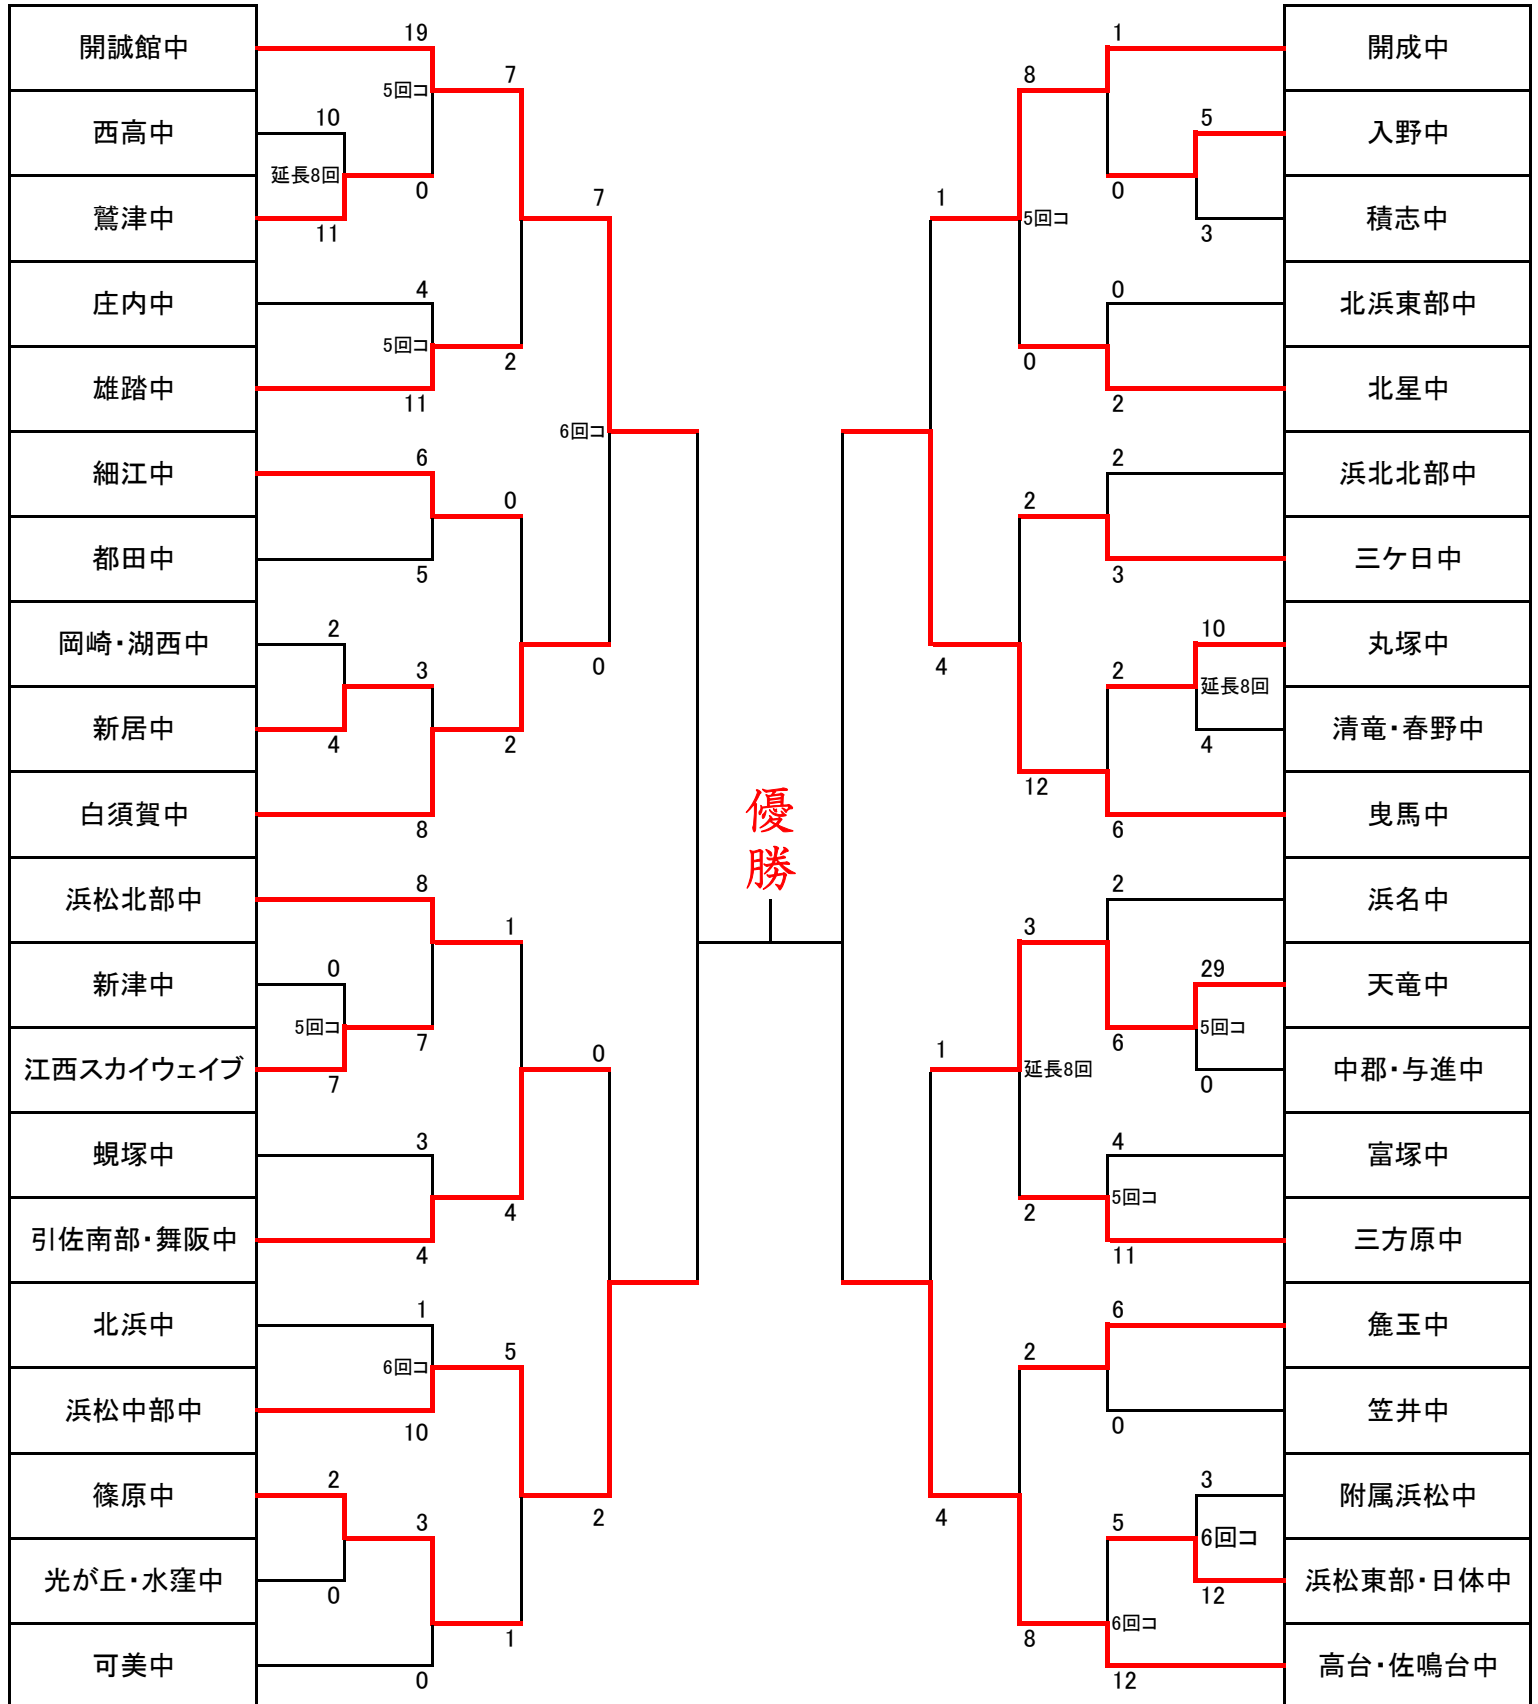 開誠館中
19
5回コ
7
西高中
10
延長8回
0
鷲津中
11
7
庄内中
4
5回コ
2
雄踏中
11
6回コ
細江中
6
0
都田中
5
岡崎・湖西中
2
3
0
新居中
4
2
白須賀中
8
浜松北部中
8
1
新津中
0
5回コ
7
江西スカイウェイブ
7
0
蜆塚中
3
4
引佐南部・舞阪中
4
北浜中
1
6回コ
5
浜松中部中
10
篠原中
2
3
2
光が丘・水窪中
0
1
可美中
0
優
勝
1
開成中
8
5
入野中
0
1
5回コ
3
積志中
0
北浜東部中
0
2
北星中
2
浜北北部中
2
3
三ケ日中
10
丸塚中
2
延長8回
4
4
清竜・春野中
12
6
曳馬中
2
浜名中
3
29
天竜中
6
5回コ
1
延長8回
0
中郡・与進中
4
富塚中
5回コ
2
11
三方原中
6
麁玉中
2
0
笠井中
3
附属浜松中
4
5
6回コ
12
浜松東部・日体中
6回コ
8
12
高台・佐鳴台中